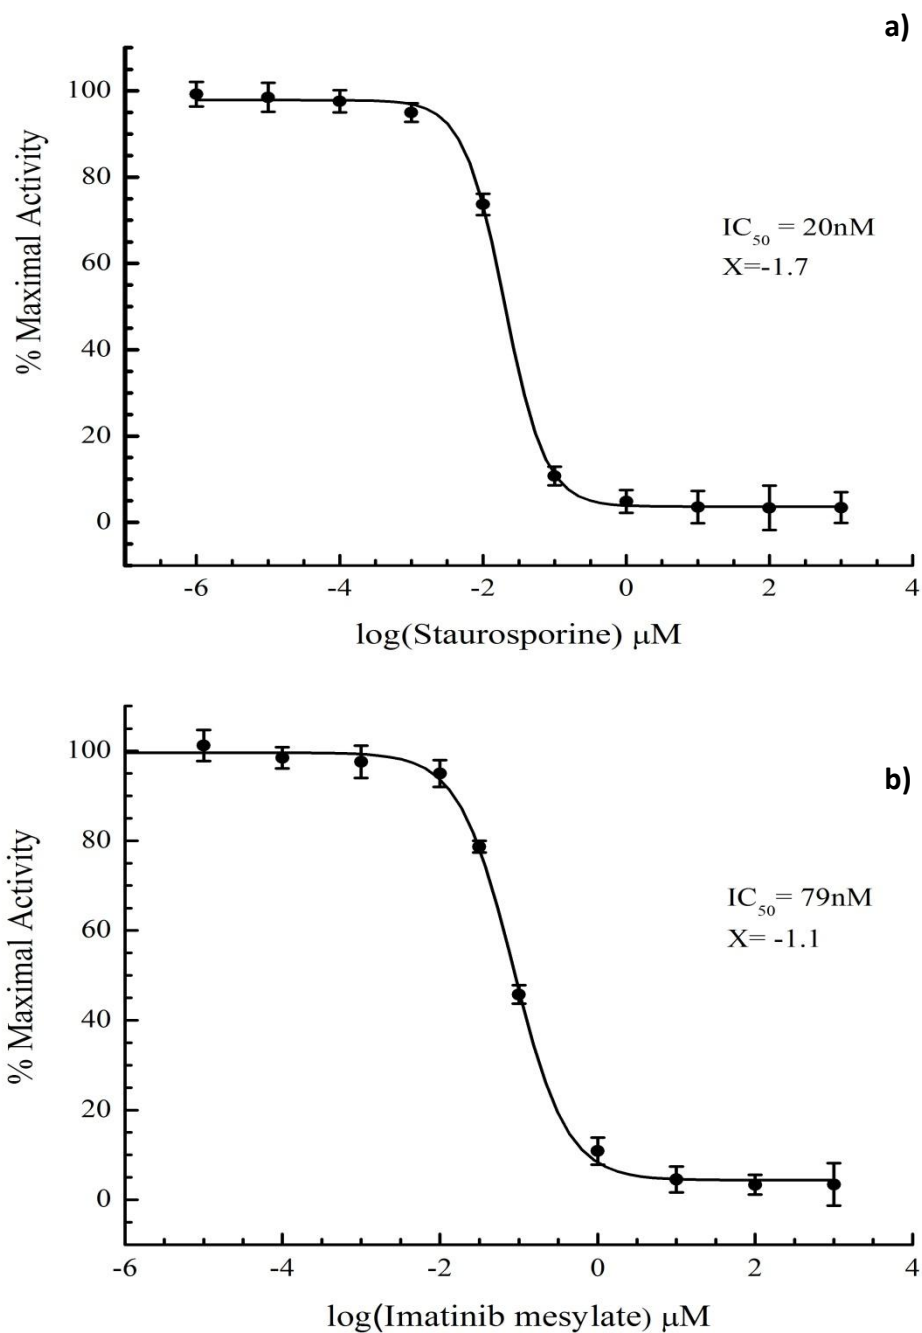 a)
100
80
60
40
20
0
% Maximal Activity
IC50 = 20nM
X=-1.7
-6 -4 -2 0 2 4
log(Staurosporine) μM
b)
100
80
60
40
20
0
% Maximal Activity
IC50= 79nM
X= -1.1
-6 -4 -2 0 2 4
log(Imatinib mesylate) μM